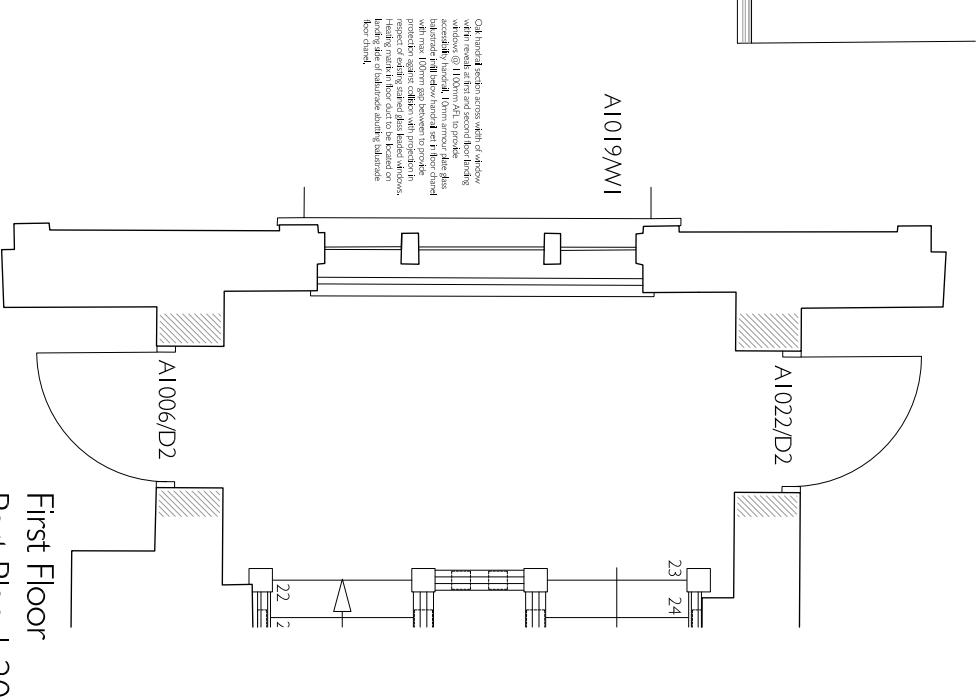 Oak handrail section across width of window
within reveals at first and second floor landing
windows @ 1100mm AFL to provide
accessibility handrail, 10mm armour plate glass
balustrade infill below handrail set in floor chanel
with max 100mm gap between to provide
protection against collision with projection in
respect of existing stained glass leaded windows.
Heating matrix in floor duct to be located on
landing side of balsutrade abutting balustrade
floor chanel.
A1019/W1
A1006/D2
A1022/D2
22
23
24
First Floor